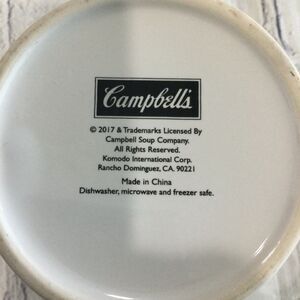 Campbell's
© 2017 & Trademarks Licensed By
Campbell Soup Company.
All Rights Reserved.
Komodo International Corp.
Rancho Dominguez, CA. 90221
Made in China
Dishwasher, microwave and freezer safe.